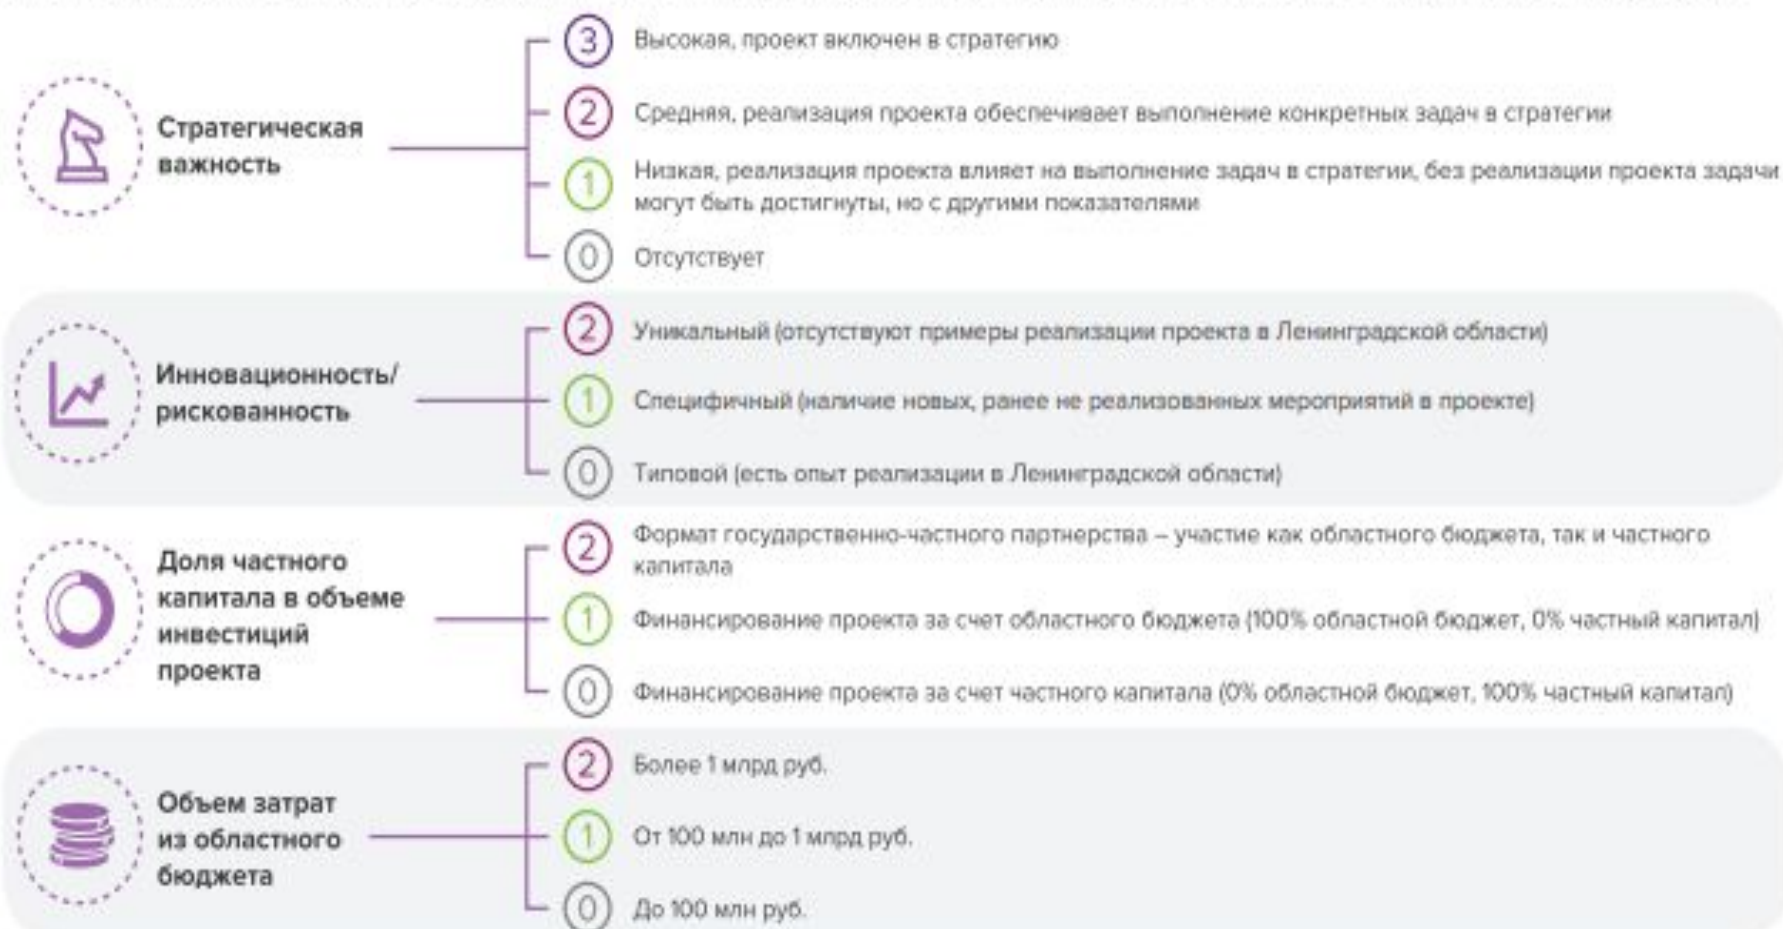 3 Высокая, проект включен в стратегию
Стратегическая
важность
2 Средняя, реализация проекта обеспечивает выполнение конкретных задач в стратегии
1 Низкая, реализация проекта влияет на выполнение задач в стратегии, без реализации проекта задачи
могут быть достигнуты, но с другими показателями
0 Отсутствует
Инновационность/
рискованность
2 Уникальный (отсутствуют примеры реализации проекта в Ленинградской области)
1 Специфичный (наличие новых, ранее не реализованных мероприятий в проекте)
0 Типовой (есть опыт реализации в Ленинградской области)
Доля частного
капитала в объеме
инвестиций
проекта
2 Формат государственно-частного партнерства – участие как областного бюджета, так и частного
капитала
1 Финансирование проекта за счет областного бюджета (100% областной бюджет, 0% частный капитал)
0 Финансирование проекта за счет частного капитала (0% областной бюджет, 100% частный капитал)
Объем затрат
из областного
бюджета
2 Более 1 млрд руб.
1 От 100 млн до 1 млрд руб.
0 До 100 млн руб.